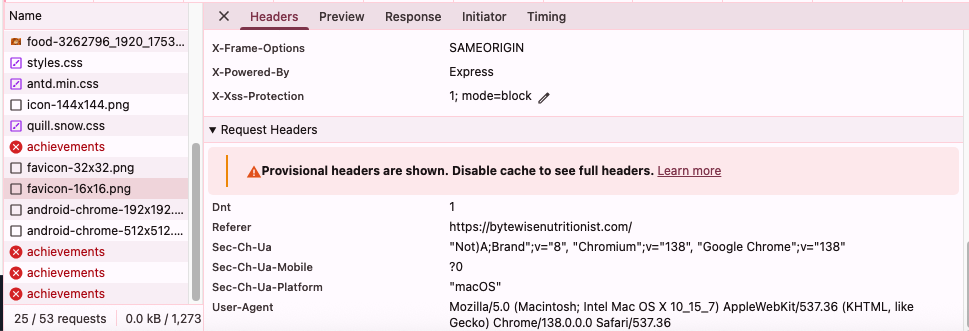 Name
food-3262796_1920_1753...
styles.css
antd.min.css
icon-144x144.png
quill.snow.css
achievements
favicon-32x32.png
favicon-16x16.png
android-chrome-192x192....
android-chrome-512x512....
achievements
achievements
achievements
25 / 53 requests 0.0 kB / 1,273
Headers Preview Response Initiator Timing
X-Frame-Options SAMEORIGIN
X-Powered-By Express
X-Xss-Protection 1; mode=block
Request Headers
Provisional headers are shown. Disable cache to see full headers. Learn more
Dnt 1
Referer https://bytewisenutritionist.com/
Sec-Ch-Ua "Not)A;Brand";v="8", "Chromium";v="138", "Google Chrome";v="138"
Sec-Ch-Ua-Mobile ?0
Sec-Ch-Ua-Platform "macOS"
User-Agent Mozilla/5.0 (Macintosh; Intel Mac OS X 10_15_7) AppleWebKit/537.36 (KHTML, like
Gecko) Chrome/138.0.0.0 Safari/537.36